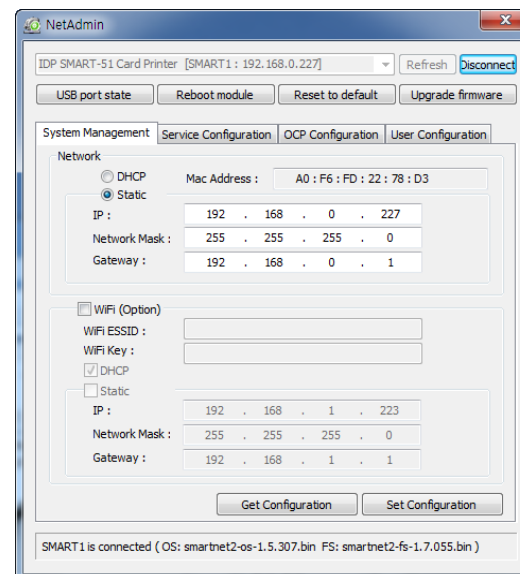 NetAdmin
IDP SMART-51 Card Printer [SMART1 : 192.168.0.227] Refresh Disconnect
USB port state Reboot module Reset to default Upgrade firmware
System Management Service Configuration OCP Configuration User Configuration
Network
DHCP Mac Address : A0 : F6 : FD : 22 : 78 : D3
Static
IP : 192 . 168 . 0 . 227
Network Mask : 255 . 255 . 255 . 0
Gateway : 192 . 168 . 0 . 1
WiFi (Option)
WiFi ESSID :
WiFi Key :
DHCP
Static
IP : 192 . 168 . 1 . 223
Network Mask : 255 . 255 . 255 . 0
Gateway : 192 . 168 . 1 . 1
Get Configuration Set Configuration
SMART1 is connected ( OS: smartnet2-os-1.5.307.bin FS: smartnet2-fs-1.7.055.bin )